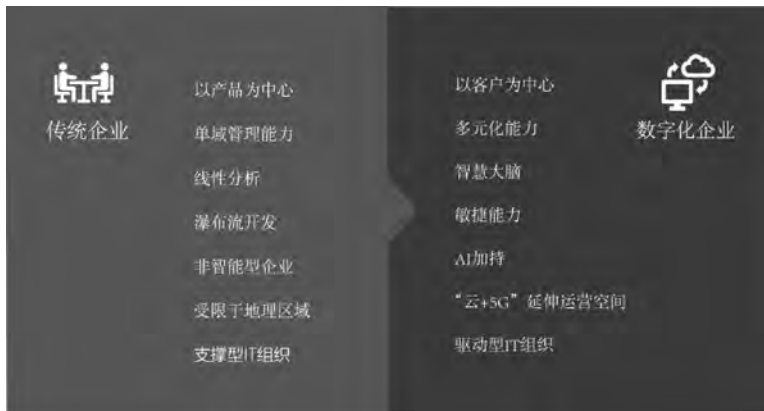 传统企业
以产品为中心
单域管理能力
线性分析
瀑布流开发
非智能型企业
受限于地理区域
支撑型IT组织
以客户为中心
多元化能力
智慧大脑
敏捷能力
AI加持
“云+5G”延伸运营空间
驱动型IT组织
数字化企业